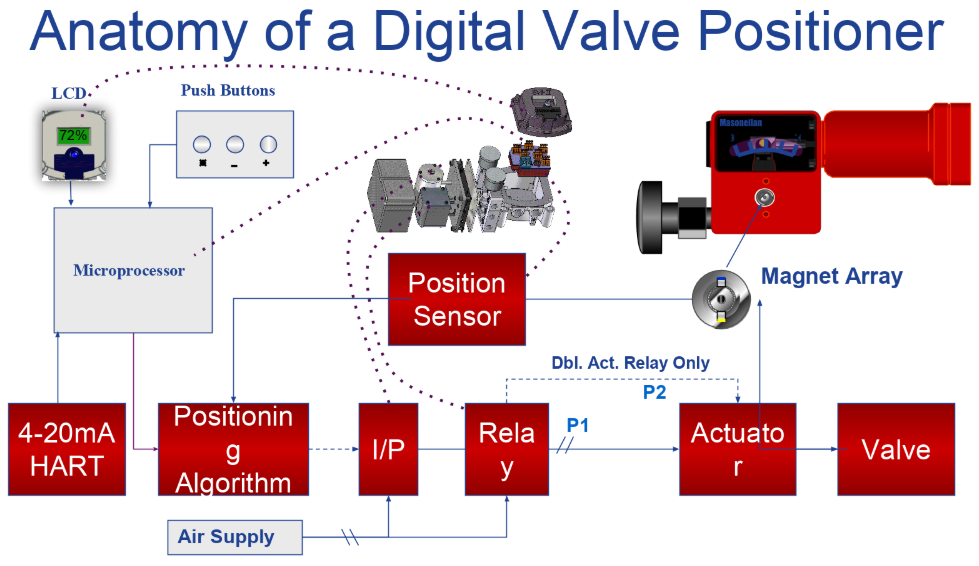 Anatomy of a Digital Valve Positioner
LCD
Push Buttons
72%
Masoneilan
Microprocessor
Position
Sensor
Magnet Array
Dbl. Act. Relay Only
P2
4-20mA
HART
Positionin
g
Algorithm
I/P
Rela
y
P1
Actuato
r
Valve
Air Supply